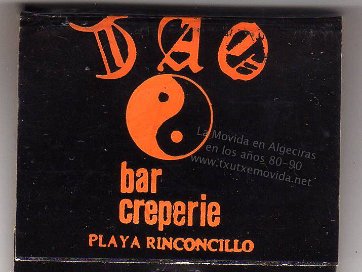 DAO
La Movida en Algeciras
en los años 80-90
www.txutxemovida.net
bar
creperie
PLAYA RINCONCILLO